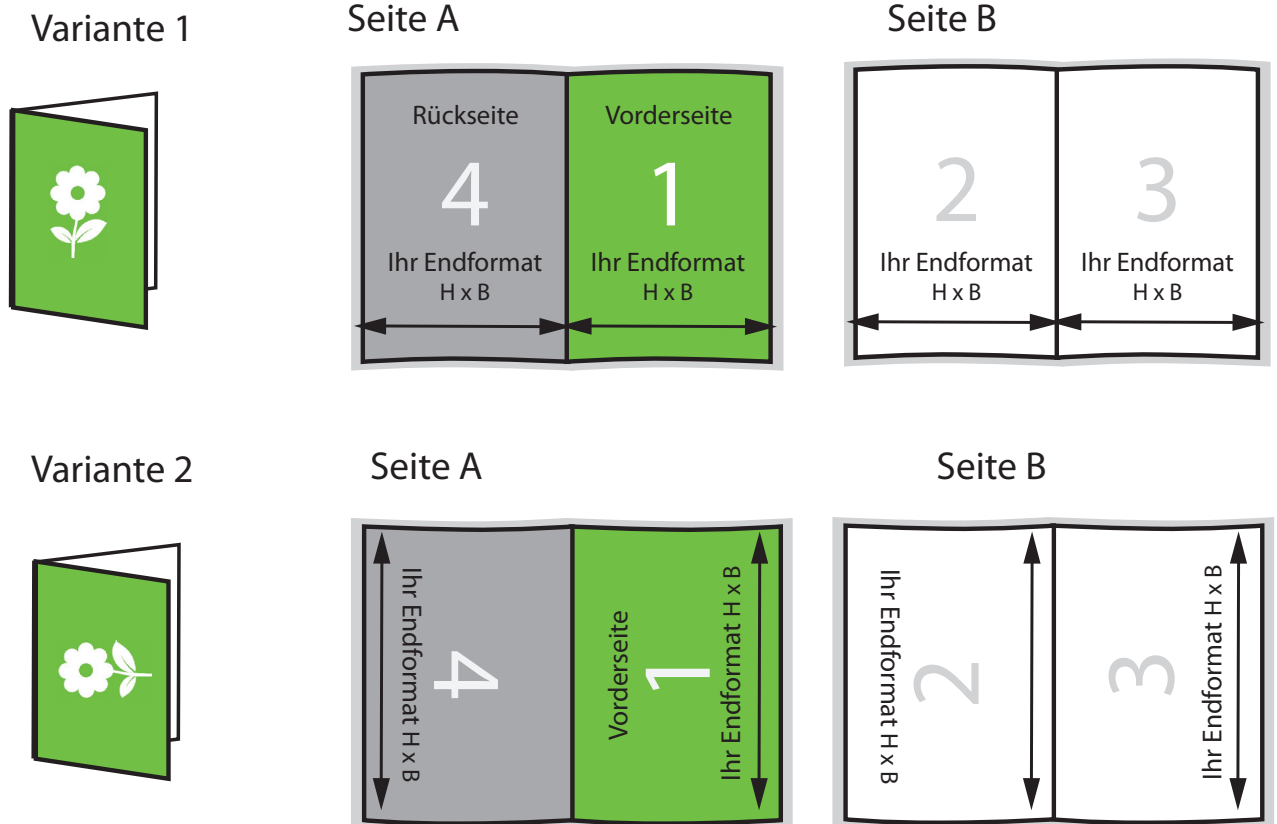 Variante 1
Seite A
Seite B
Rückseite
4
Ihr Endformat
H x B
Vorderseite
1
Ihr Endformat
H x B
2
Ihr Endformat
H x B
3
Ihr Endformat
H x B
Variante 2
Seite A
Seite B
Ihr Endformat H x B
4
Vorderseite
1
Ihr Endformat H x B
Ihr Endformat H x B
2
3
Ihr Endformat H x B